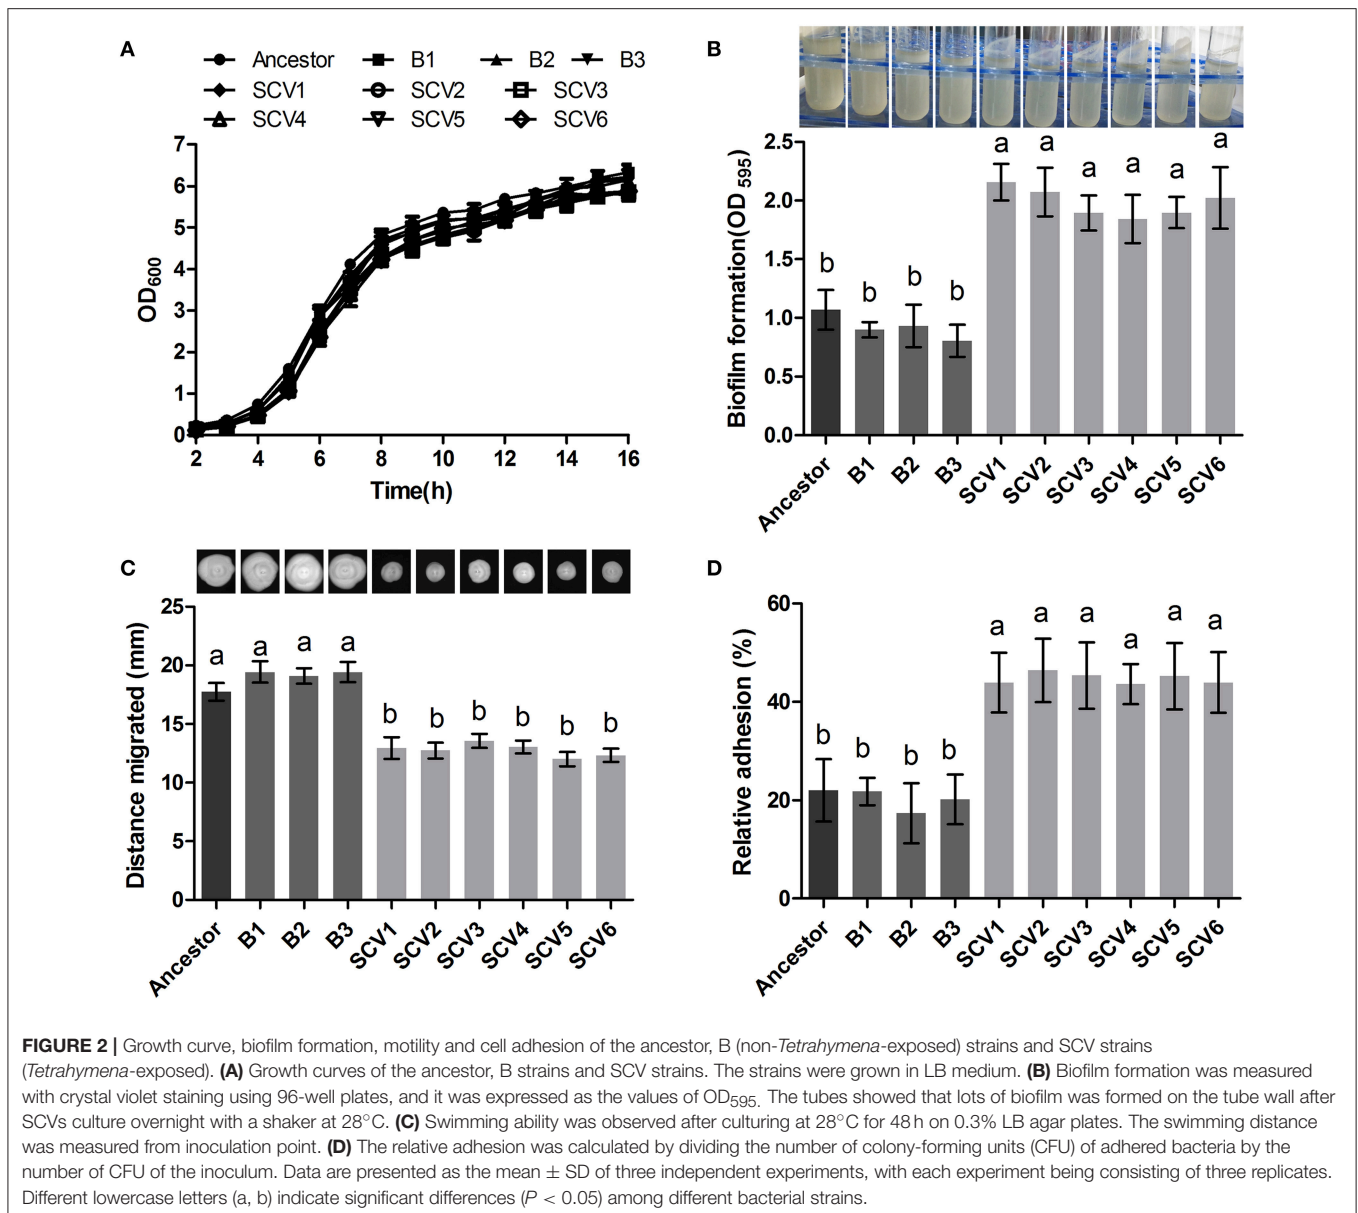 A
Ancestor B1 B2 B3
SCV1 SCV2 SCV3
SCV4 SCV5 SCV6
7
6
5
4
3
2
1
0
OD600
2 4 6 8 10 12 14 16
Time(h)
B
2.5
2.0
1.5
1.0
0.5
0.0
Biofilm formation(OD 595)
b b b b a a a a a a
Ancestor B1 B2 B3 SCV1 SCV2 SCV3 SCV4 SCV5 SCV6
C
25
20
15
10
5
0
Distance migrated (mm)
a a a a b b b b b b
Ancestor B1 B2 B3 SCV1 SCV2 SCV3 SCV4 SCV5 SCV6
D
60
40
20
0
Relative adhesion (%)
b b b b a a a a a a
Ancestor B1 B2 B3 SCV1 SCV2 SCV3 SCV4 SCV5 SCV6
FIGURE 2 | Growth curve, biofilm formation, motility and cell adhesion of the ancestor, B (non-Tetrahymena-exposed) strains and SCV strains
(Tetrahymena-exposed). (A) Growth curves of the ancestor, B strains and SCV strains. The strains were grown in LB medium. (B) Biofilm formation was measured
with crystal violet staining using 96-well plates, and it was expressed as the values of OD595. The tubes showed that lots of biofilm was formed on the tube wall after
SCVs culture overnight with a shaker at 28°C. (C) Swimming ability was observed after culturing at 28°C for 48 h on 0.3% LB agar plates. The swimming distance
was measured from inoculation point. (D) The relative adhesion was calculated by dividing the number of colony-forming units (CFU) of adhered bacteria by the
number of CFU of the inoculum. Data are presented as the mean ± SD of three independent experiments, with each experiment being consisting of three replicates.
Different lowercase letters (a, b) indicate significant differences (P < 0.05) among different bacterial strains.